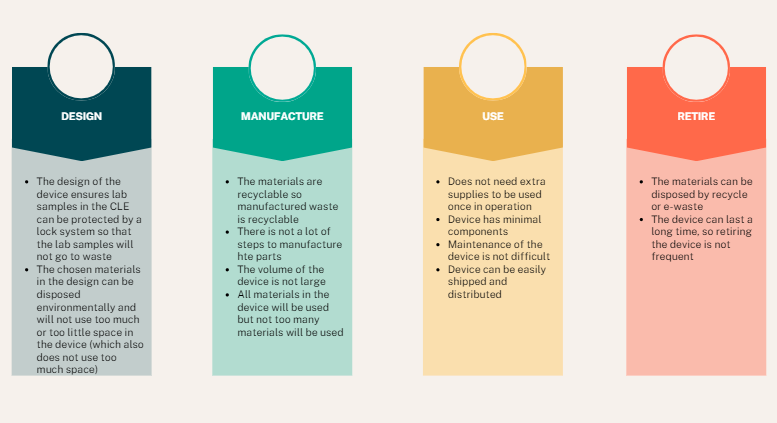 DESIGN
The design of the
device ensures lab
samples in the CLE
can be protected by a
lock system so that
the lab samples will
not go to waste
The chosen materials
in the design can be
disposed
environmentally and
will not use too much
or too little space in
the device (which also
does not use too
much space)
MANUFACTURE
The materials are
recyclable so
manufactured waste
is recyclable
There is not a lot of
steps to manufacture
hte parts
The volume of the
device is not large
All materials in the
device will be used
but not too many
materials will be used
USE
Does not need extra
supplies to be used
once in operation
Device has minimal
components
Maintenance of the
device is not difficult
Device can be easily
shipped and
distributed
RETIRE
The materials can be
disposed by recycle
or e-waste
The device can last a
long time, so retiring
the device is not
frequent